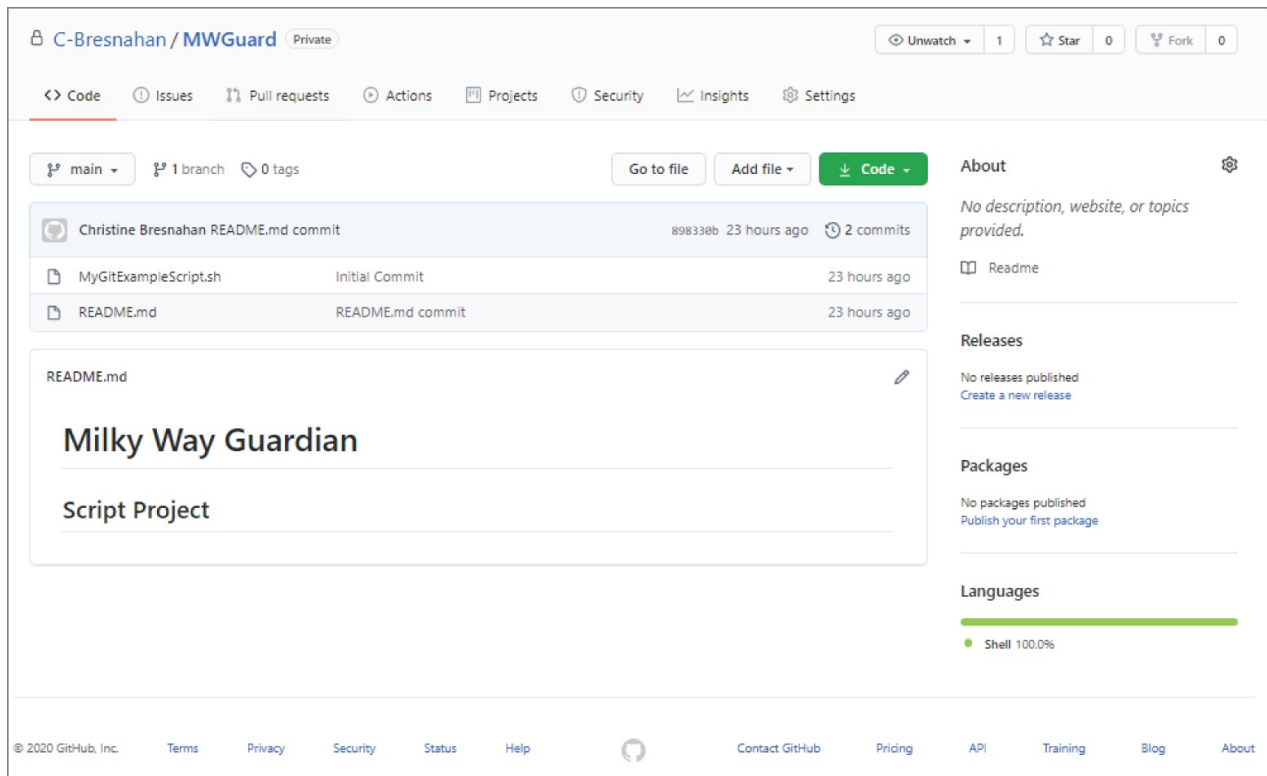 C-Bresnahan / MWGuard Private
Unwatch 1 Star 0 Fork 0
Code Issues Pull requests Actions Projects Security Insights Settings
main 1 branch 0 tags Go to file Add file Code
Christine Bresnahan README.md commit 898330b 23 hours ago 2 commits
MyGitExampleScript.sh Initial Commit 23 hours ago
README.md README.md commit 23 hours ago
README.md
Milky Way Guardian
Script Project
About
No description, website, or topics
provided.
Readme
Releases
No releases published
Create a new release
Packages
No packages published
Publish your first package
Languages
Shell 100.0%
© 2020 GitHub, Inc. Terms Privacy Security Status Help Contact GitHub Pricing API Training Blog About